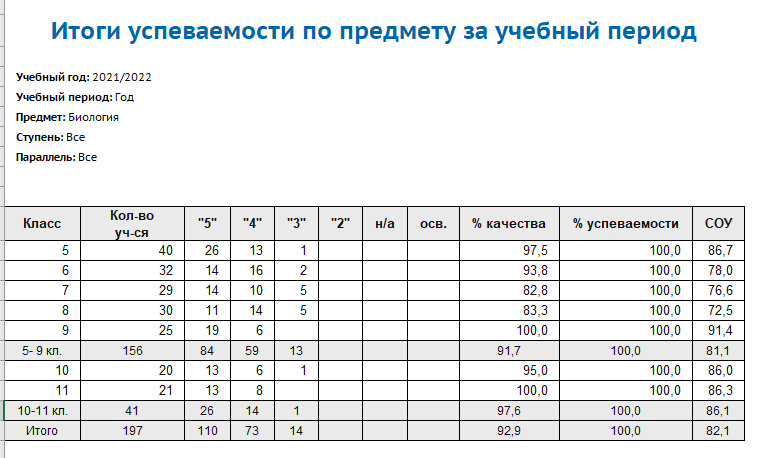 Итоги успеваемости по предмету за учебный период
Учебный год: 2021/2022
Учебный период: Год
Предмет: Биология
Ступень: Все
Параллель: Все
Класс Кол-во уч-ся "5" "4" "3" "2" н/а осв. % качества % успеваемости СОУ
5 40 26 13 1 97,5 100,0 86,7
6 32 14 16 2 93,8 100,0 78,0
7 29 14 10 5 82,8 100,0 76,6
8 30 11 14 5 83,3 100,0 72,5
9 25 19 6 100,0 100,0 91,4
5- 9 кл. 156 84 59 13 91,7 100,0 81,1
10 20 13 6 1 95,0 100,0 86,0
11 21 13 8 100,0 100,0 86,3
10-11 кл. 41 26 14 1 97,6 100,0 86,1
Итого 197 110 73 14 92,9 100,0 82,1